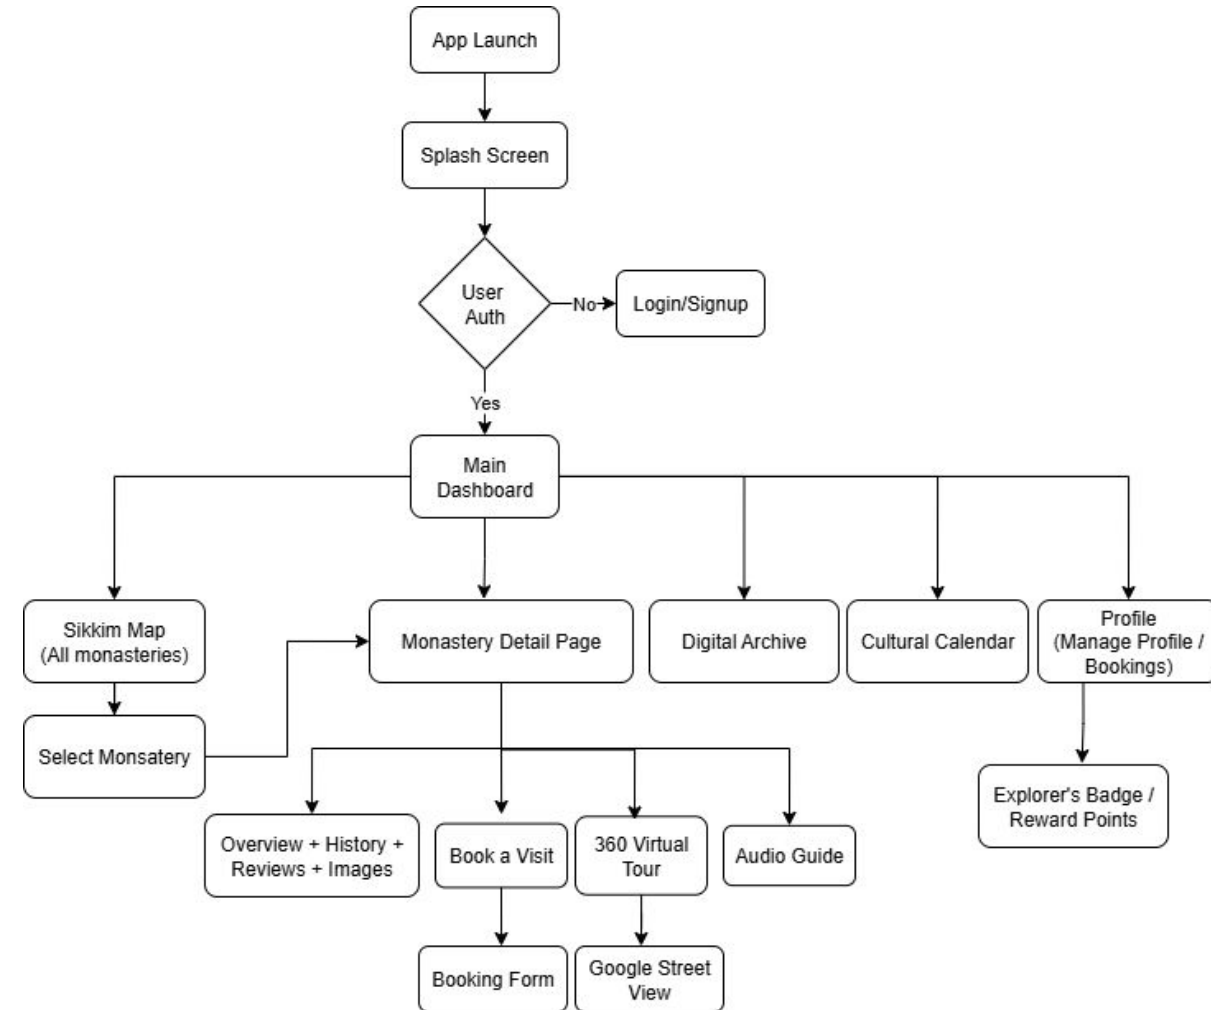 App Launch
Splash Screen
User
Auth
No
Login/Signup
Yes
Main
Dashboard
Sikkim Map
(All monasteries)
Monastery Detail Page
Digital Archive
Cultural Calendar
Profile
(Manage Profile /
Bookings)
Select Monsatery
Overview + History +
Reviews + Images
Book a Visit
360 Virtual
Tour
Audio Guide
Explorer's Badge /
Reward Points
Booking Form
Google Street
View